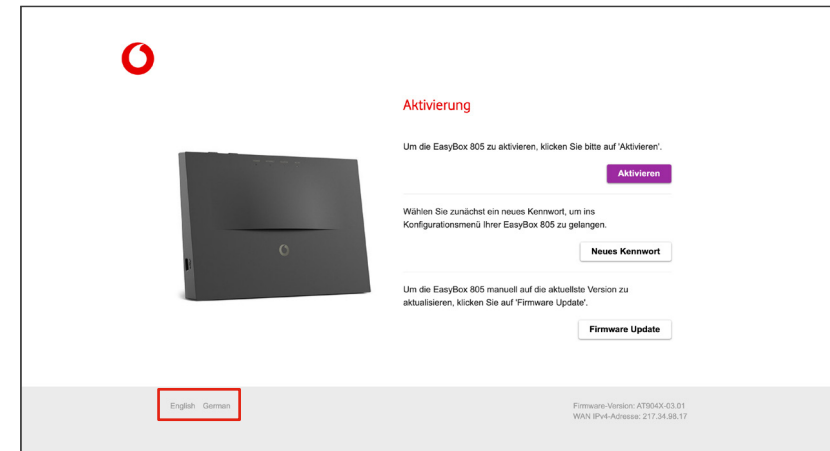 Aktivierung
Um die EasyBox 805 zu aktivieren, klicken Sie bitte auf 'Aktivieren'.
Aktivieren
Wählen Sie zunächst ein neues Kennwort, um ins
Konfigurationsmenü Ihrer EasyBox 805 zu gelangen.
Neues Kennwort
Um die EasyBox 805 manuell auf die aktuellste Version zu
aktualisieren, klicken Sie auf 'Firmware Update'.
Firmware Update
English German
Firmware-Version: AT904X-03.01
WAN IPv4-Adresse: 217.34.98.17